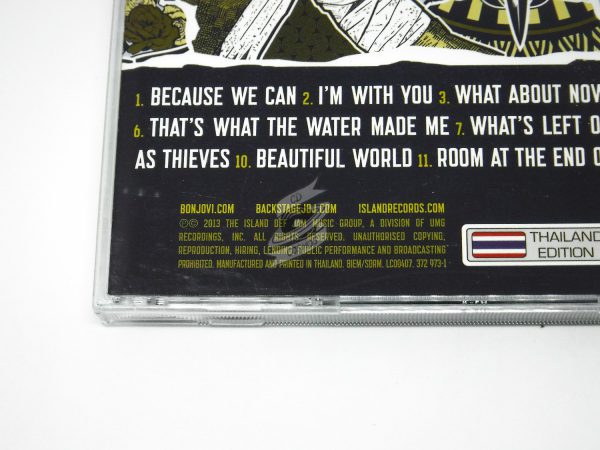 1. BECAUSE WE CAN 2. I'M WITH YOU 3. WHAT ABOUT NOW
6. THAT'S WHAT THE WATER MADE ME 7. WHAT'S LEFT O
AS THIEVES 10. BEAUTIFUL WORLD 11. ROOM AT THE END O
BONJOVI.COM BACKSTAGEJBJ.COM ISLANDRECORDS.COM
℗© 2013 THE ISLAND DEF JAM MUSIC GROUP, A DIVISION OF UMG
RECORDINGS, INC. ALL RIGHTS RESERVED. UNAUTHORISED COPYING,
REPRODUCTION, HIRING, LENDING, PUBLIC PERFORMANCE AND BROADCASTING
PROHIBITED. MANUFACTURED AND PRINTED IN THAILAND. BIEM/SDRM. LC00407. 372 973-1
THAILAND
EDITION